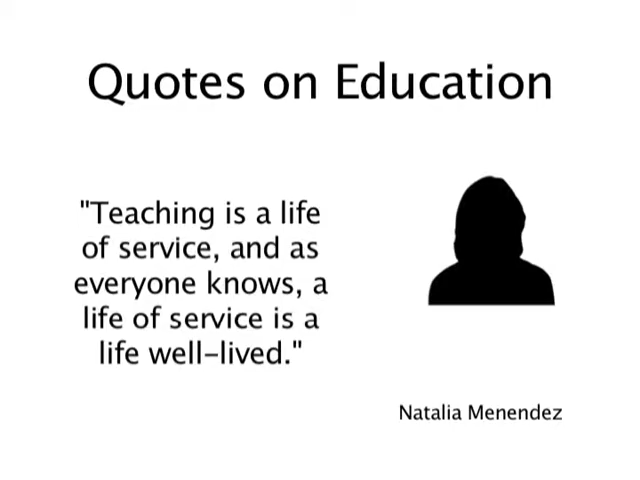 Quotes on Education
"Teaching is a life
of service, and as
everyone knows, a
life of service is a
life well-lived."
Natalia Menendez